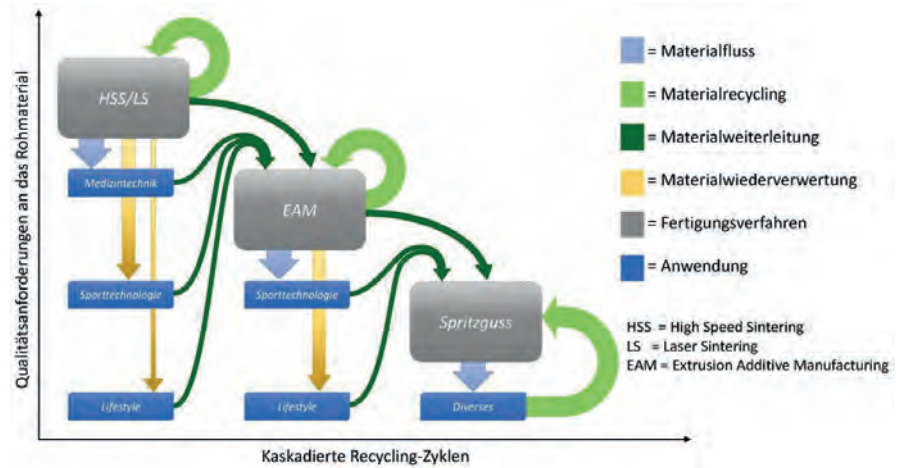 Qualitätsanforderungen an das Rohmaterial
HSS/LS
Medizintechnik
Sporttechnologie
Lifestyle
EAM
Sporttechnologie
Lifestyle
Spritzguss
Diverses
Kaskadierte Recycling-Zyklen
= Materialfluss
= Materialrecycling
= Materialweiterleitung
= Materialwiederverwertung
= Fertigungsverfahren
= Anwendung
HSS = High Speed Sintering
LS = Laser Sintering
EAM = Extrusion Additive Manufacturing